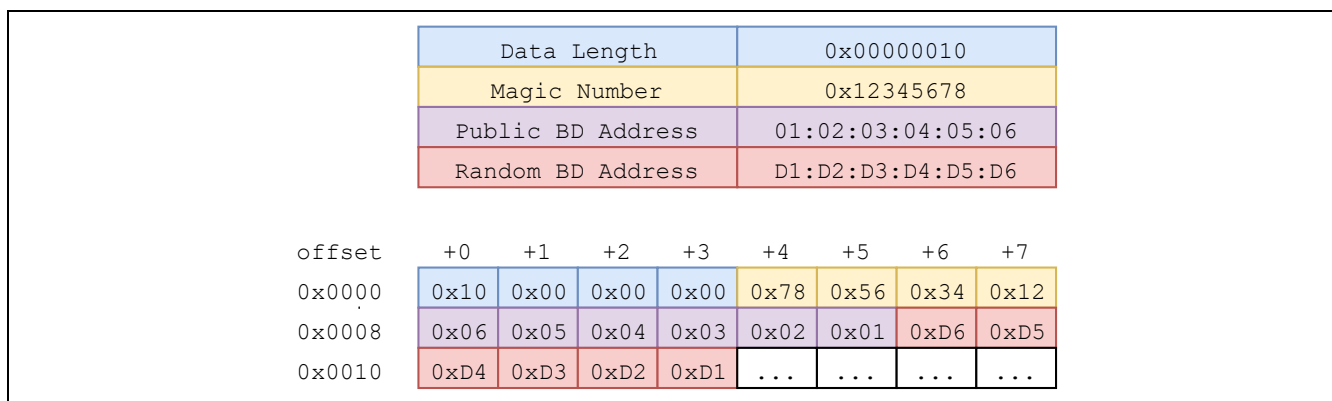 Data Length 0x00000010
Magic Number 0x12345678
Public BD Address 01:02:03:04:05:06
Random BD Address D1:D2:D3:D4:D5:D6
offset +0 +1 +2 +3 +4 +5 +6 +7
0x0000 0x10 0x00 0x00 0x00 0x78 0x56 0x34 0x12
0x0008 0x06 0x05 0x04 0x03 0x02 0x01 0xD6 0xD5
0x0010 0xD4 0xD3 0xD2 0xD1 ... ... ... ...